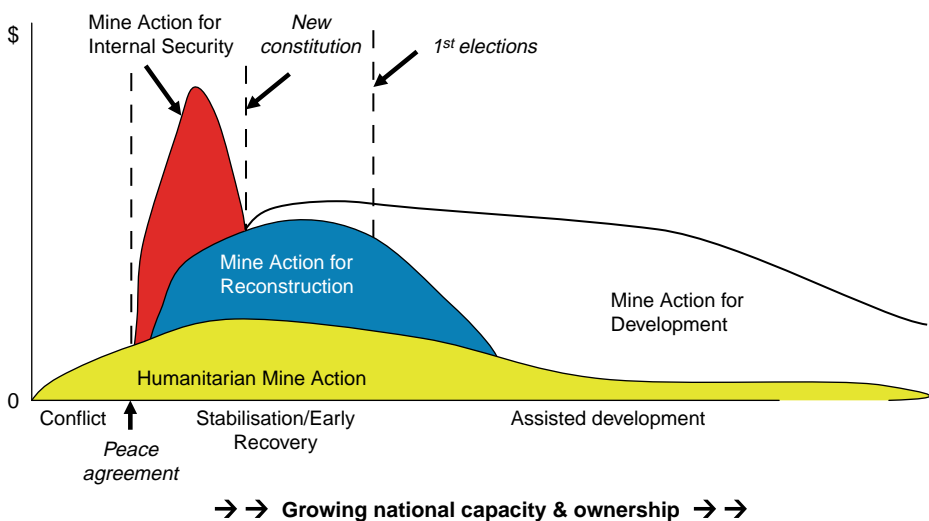 $
Mine Action for
Internal Security
New
constitution
1st elections
Mine Action for
Reconstruction
Mine Action for
Development
Humanitarian Mine Action
0
Conflict
Stabilisation/Early
Recovery
Assisted development
Peace
agreement
→ → Growing national capacity & ownership → →